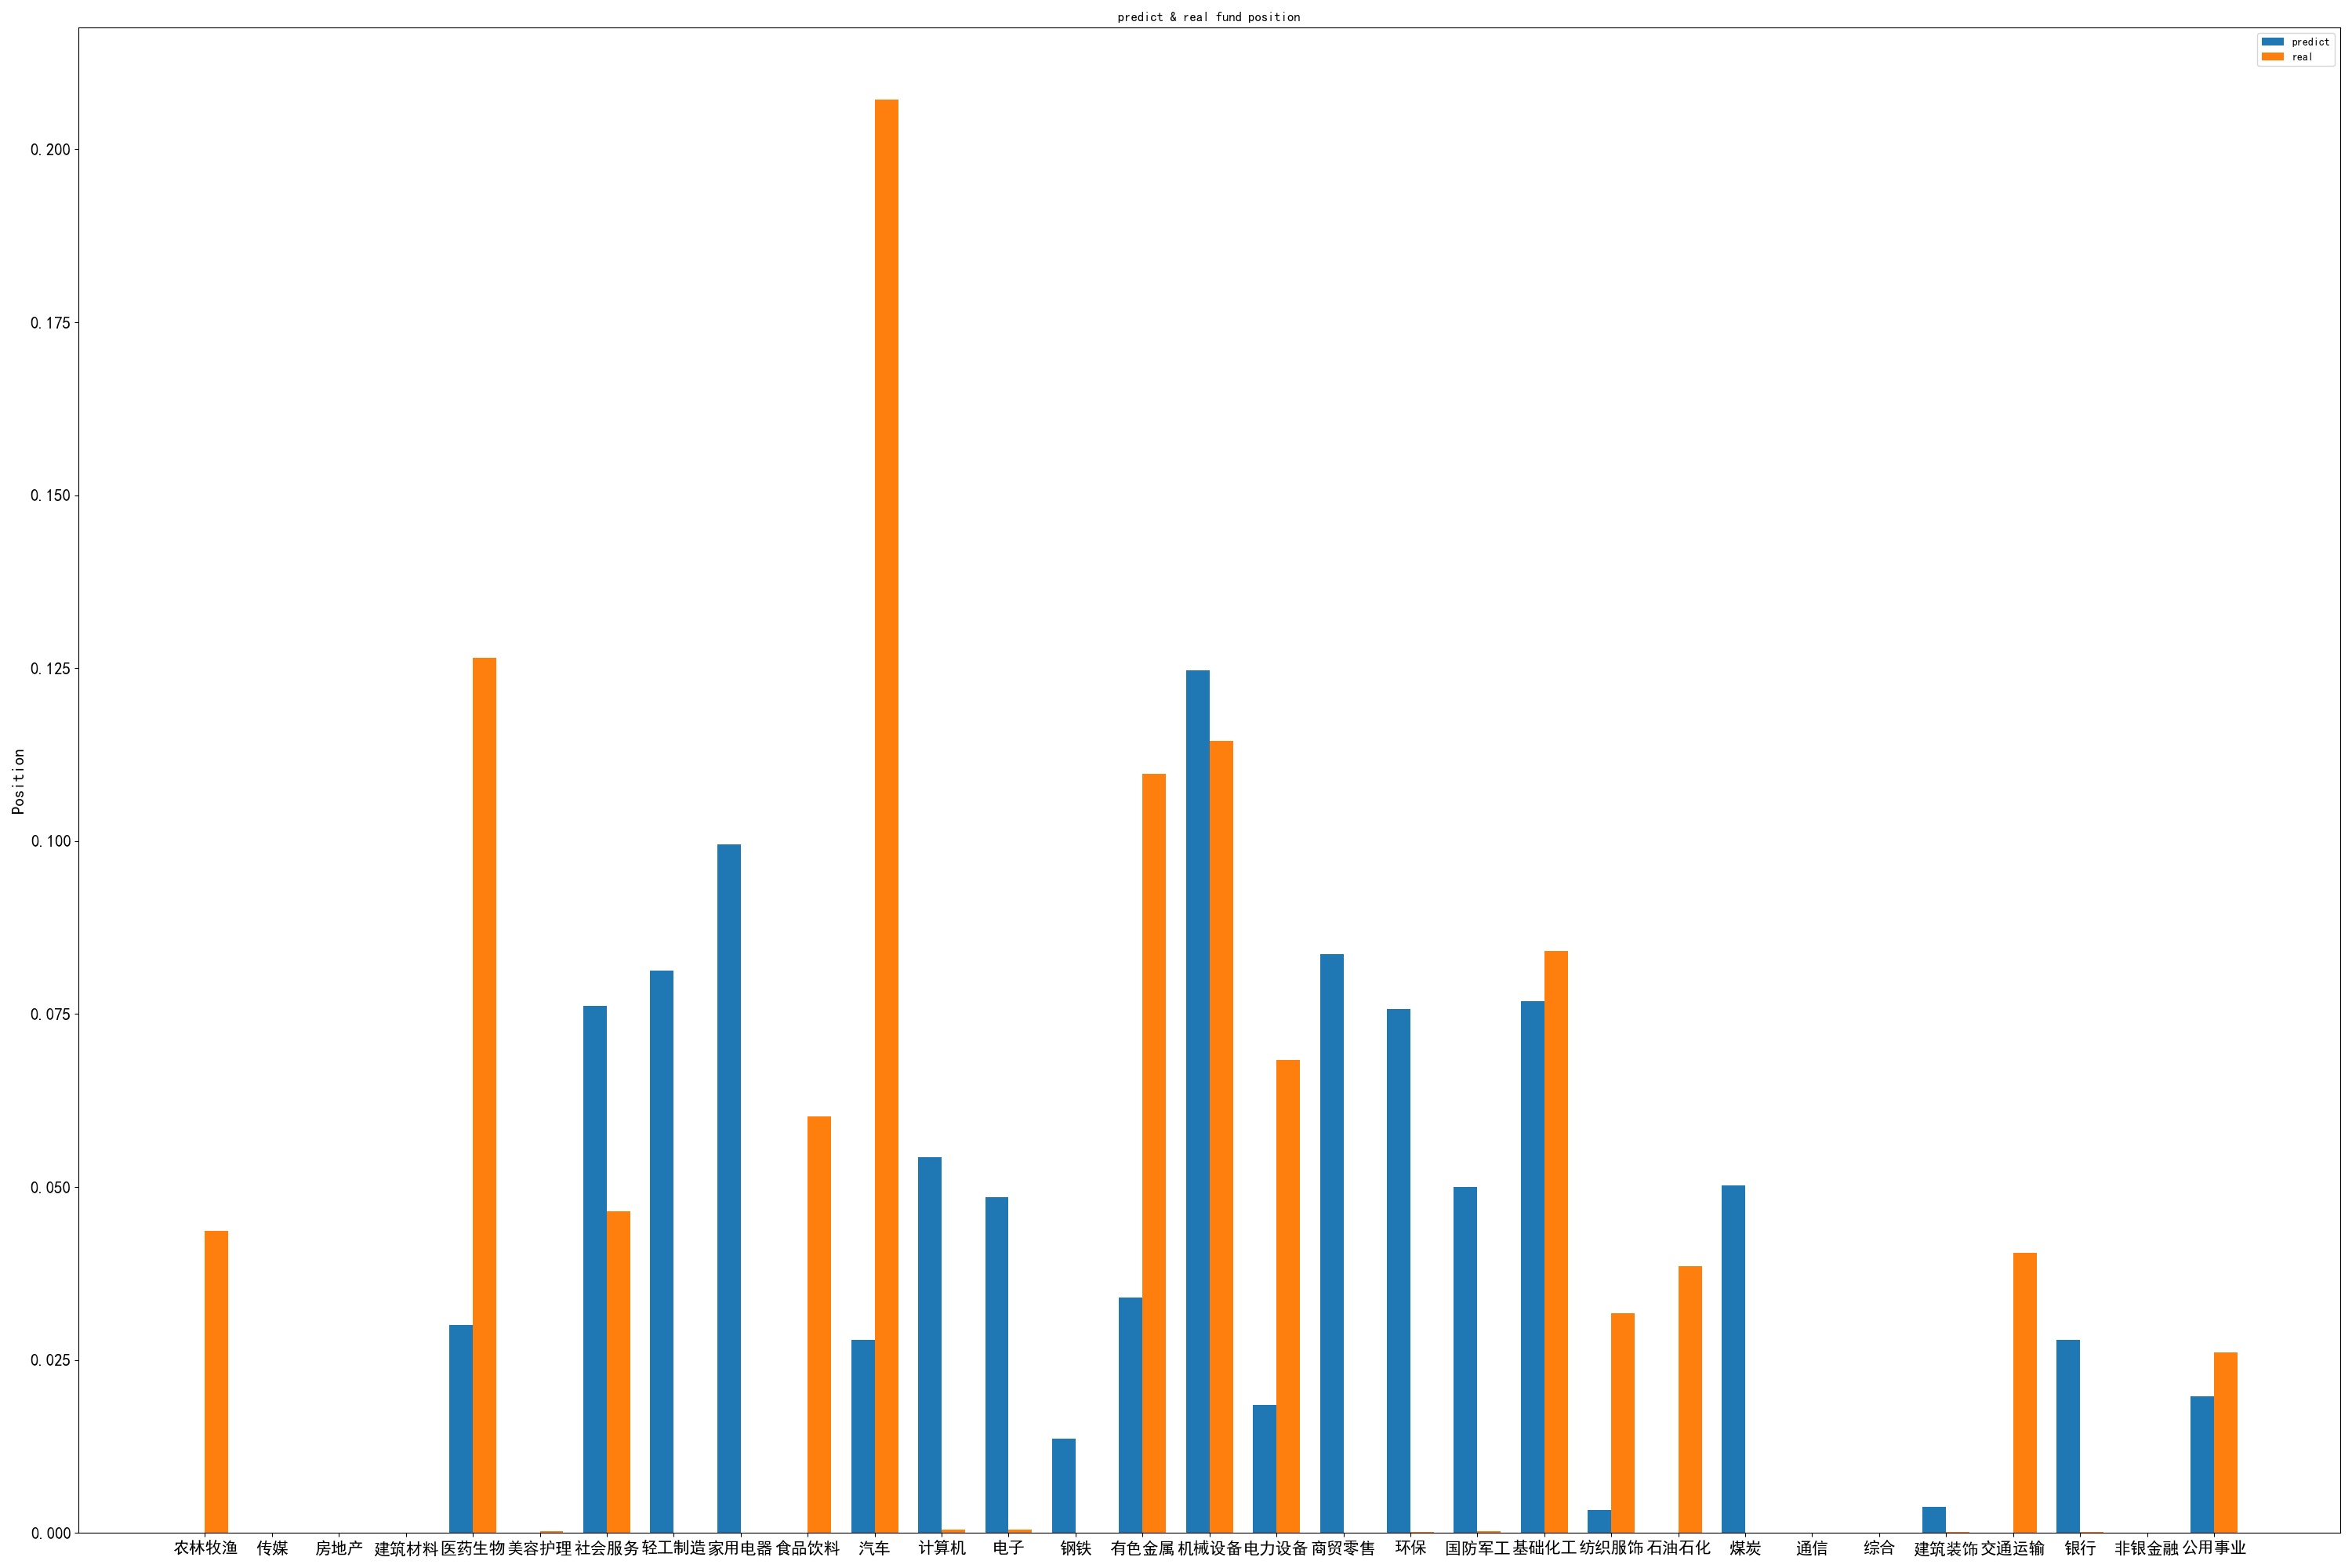 predict & real fund position
predict
real
Position
0.200
0.175
0.150
0.125
0.100
0.075
0.050
0.025
0.000
农林牧渔 传媒 房地产 建筑材料 医药生物 美容护理 社会服务 轻工制造 家用电器 食品饮料 汽车 计算机 电子 钢铁 有色金属 机械设备 电力设备 商贸零售 环保 国防军工 基础化工 纺织服饰 石油石化 煤炭 通信 综合 建筑装饰 交通运输 银行 非银金融 公用事业